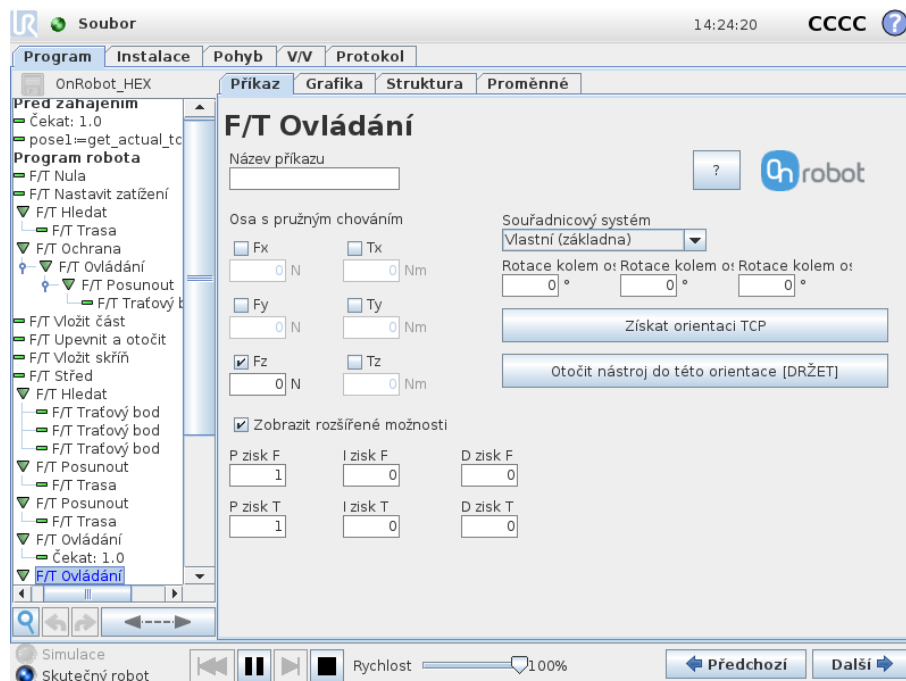 UR Soubor 14:24:20 CCCC ?
Program Instalace Pohyb V/V Protokol
OnRobot_HEX
Příkaz Grafika Struktura Proměnné
Před zahájením
Čekat: 1.0
pose1:=get_actual_tc
Program robota
F/T Nula
F/T Nastavit zatížení
F/T Hledat
F/T Trasa
F/T Ochrana
F/T Ovládání
F/T Posunout
F/T Traťový b
F/T Vložit část
F/T Upevnit a otočit
F/T Vložit skříň
F/T Střed
F/T Hledat
F/T Traťový bod
F/T Traťový bod
F/T Traťový bod
F/T Posunout
F/T Trasa
F/T Posunout
F/T Trasa
F/T Ovládání
Čekat: 1.0
F/T Ovládání
F/T Ovládání
Název příkazu
? On robot
Osa s pružným chováním
Fx Tx
0 N 0 Nm
Fy Ty
0 N 0 Nm
Fz Tz
0 N 0 Nm
Souřadnicový systém
Vlastní (základna)
Rotace kolem os Rotace kolem os Rotace kolem os
0 ° 0 ° 0 °
Získat orientaci TCP
Otočit nástroj do této orientace [DRŽET]
Zobrazit rozšířené možnosti
P zisk F I zisk F D zisk F
1 0 0
P zisk T I zisk T D zisk T
1 0 0
Simulace
Skutečný robot
Rychlost 100%
Předchozí Další